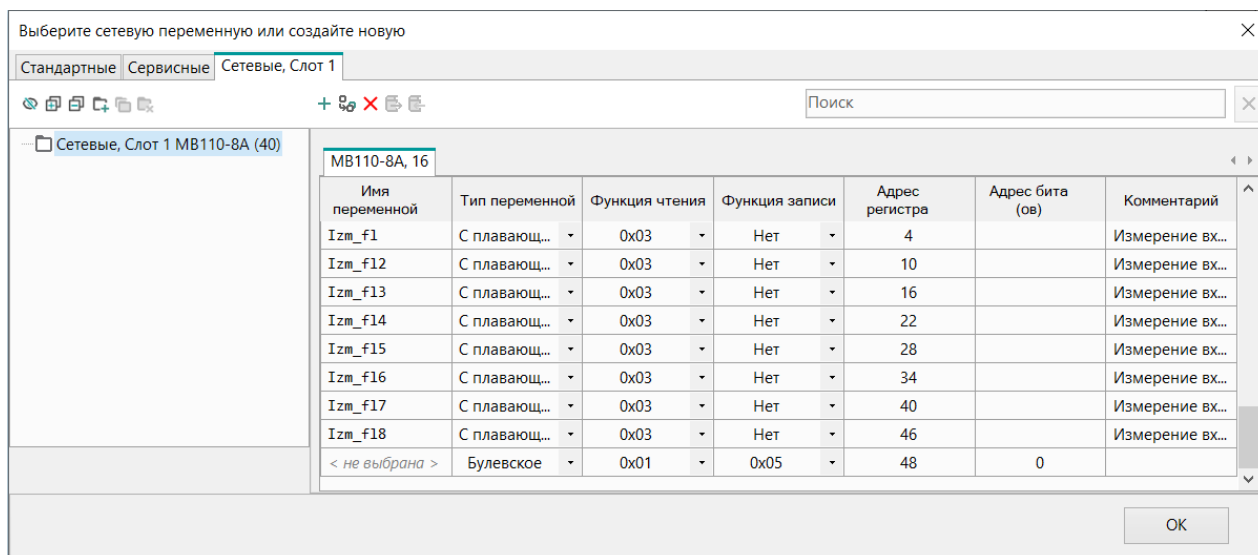 Выберите сетевую переменную или создайте новую
Стандартные Сервисные Сетевые, Слот 1
Поиск
Сетевые, Слот 1 МВ110-8А (40)
МВ110-8А, 16
Имя переменной Тип переменной Функция чтения Функция записи Адрес регистра Адрес бита (ов) Комментарий
Izm_fl С плавающ... 0x03 Нет 4 Измерение вх...
Izm_fl2 С плавающ... 0x03 Нет 10 Измерение вх...
Izm_fl3 С плавающ... 0x03 Нет 16 Измерение вх...
Izm_fl4 С плавающ... 0x03 Нет 22 Измерение вх...
Izm_fl5 С плавающ... 0x03 Нет 28 Измерение вх...
Izm_fl6 С плавающ... 0x03 Нет 34 Измерение вх...
Izm_fl7 С плавающ... 0x03 Нет 40 Измерение вх...
Izm_fl8 С плавающ... 0x03 Нет 46 Измерение вх...
< не выбрана > Булевское 0x01 0x05 48 0
ОК